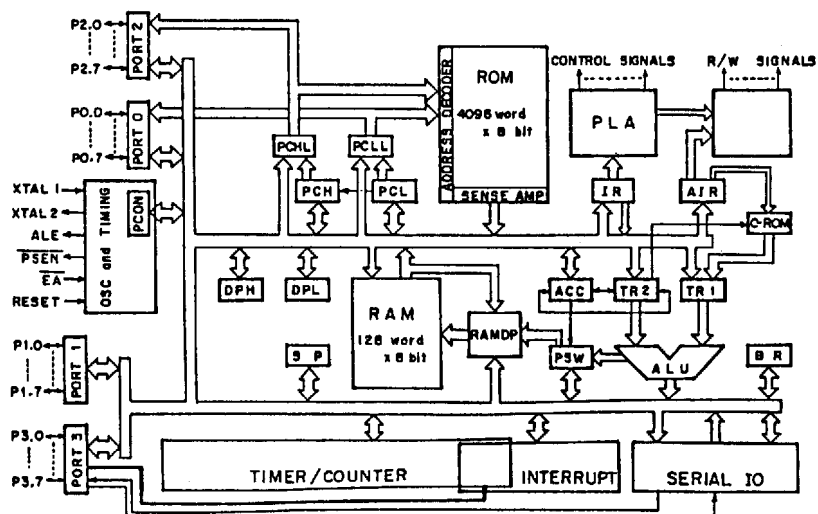 P2.0
PORT 2
P2.7
P0.0
PORT 0
P0.7
XTAL 1
XTAL 2
ALE
PSEN
EA
RESET
OSC and TIMING
PCON
P1.0
PORT 1
P1.7
P3.0
PORT 3
P3.7
PCHL
PCLL
PCH
PCL
ADDRESS DECODER
ROM
4096 word
x 8 bit
SENSE AMP
CONTROL SIGNALS
R/W SIGNALS
PLA
IR
AIR
C-ROM
DPH
DPL
RAM
128 word
x 8 bit
RAMDP
ACC
TR2
TR1
SP
PSW
ALU
BR
TIMER/COUNTER
INTERRUPT
SERIAL IO